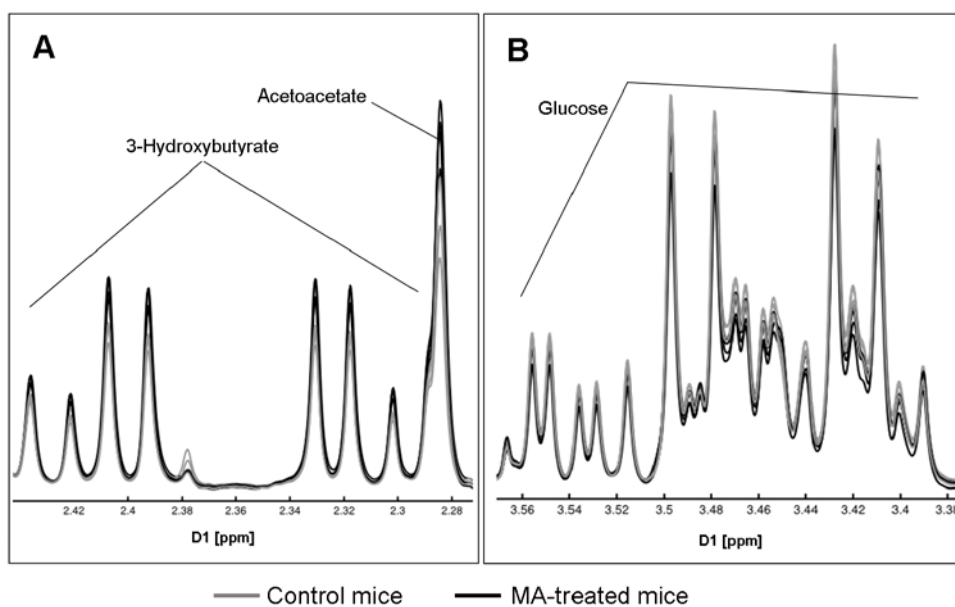 A
Acetoacetate
3-Hydroxybutyrate
2.42 2.4 2.38 2.36 2.34 2.32 2.3 2.28
D1 [ppm]
B
Glucose
3.56 3.54 3.52 3.5 3.48 3.46 3.44 3.42 3.4 3.38
D1 [ppm]
Control mice MA-treated mice